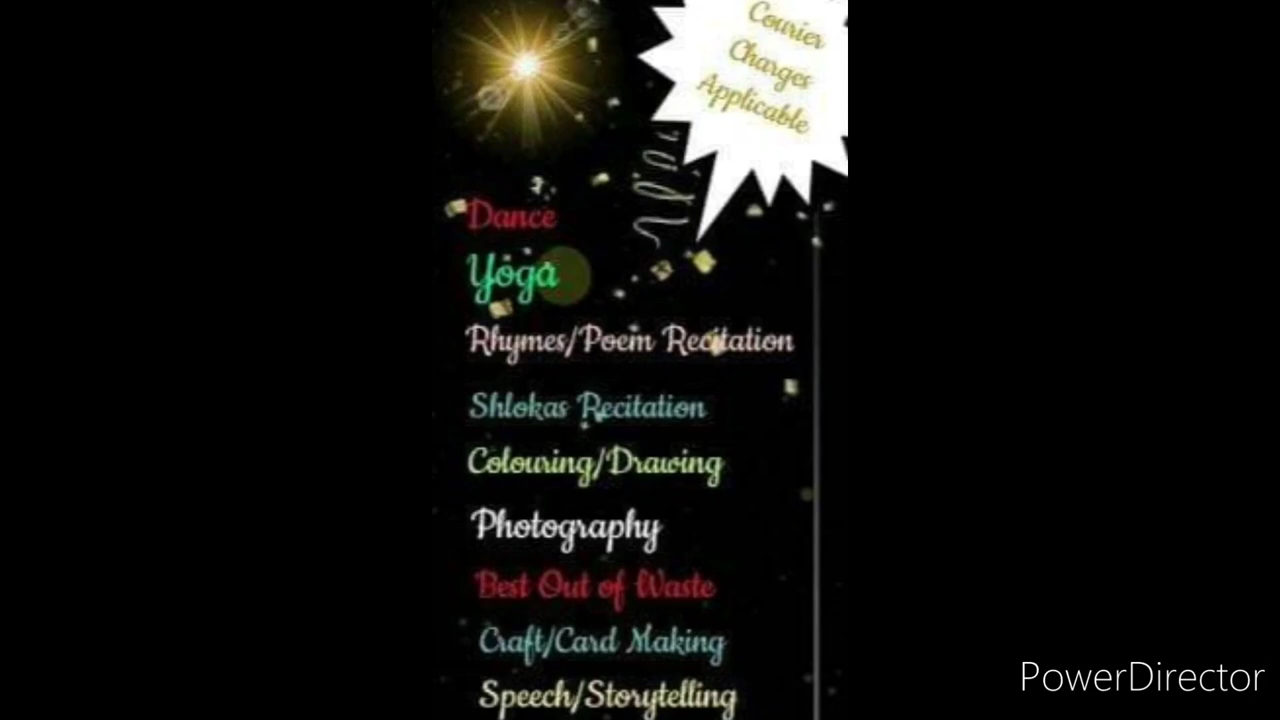 Courier
Charges
Applicable
Dance
Yoga
Rhymes/Poem Recitation
Shlokas Recitation
Colouring/Drawing
Photography
Best Out of Waste
Craft/Card Making
Speech/Storytelling
PowerDirector